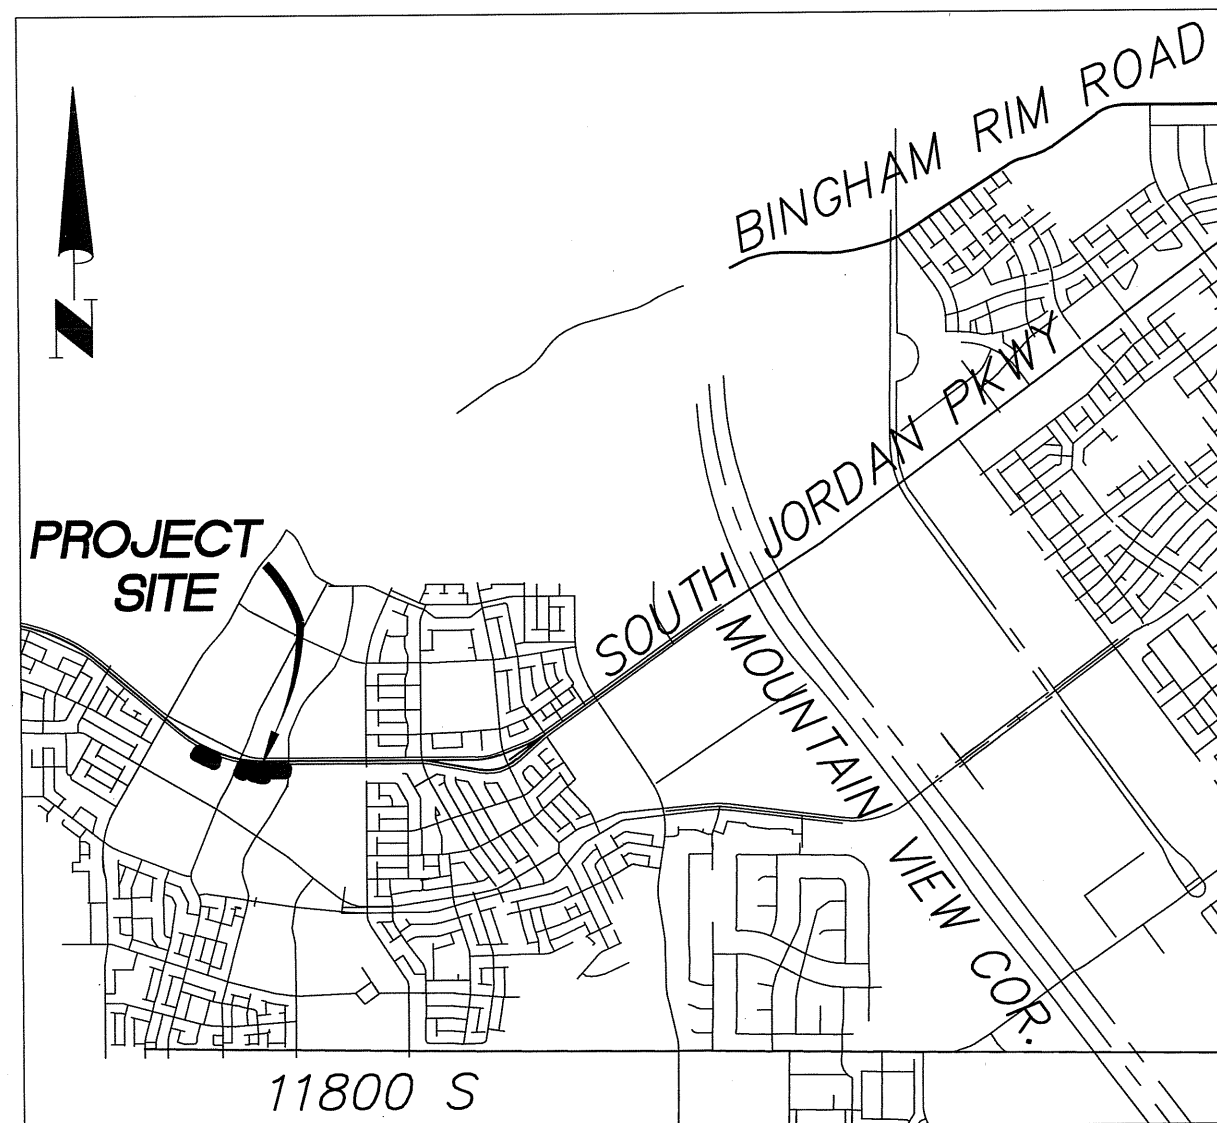 BINGHAM RIM ROAD
N
SOUTH JORDAN PKWY
PROJECT
SITE
MOUNTAIN VIEW COR.
11800 S